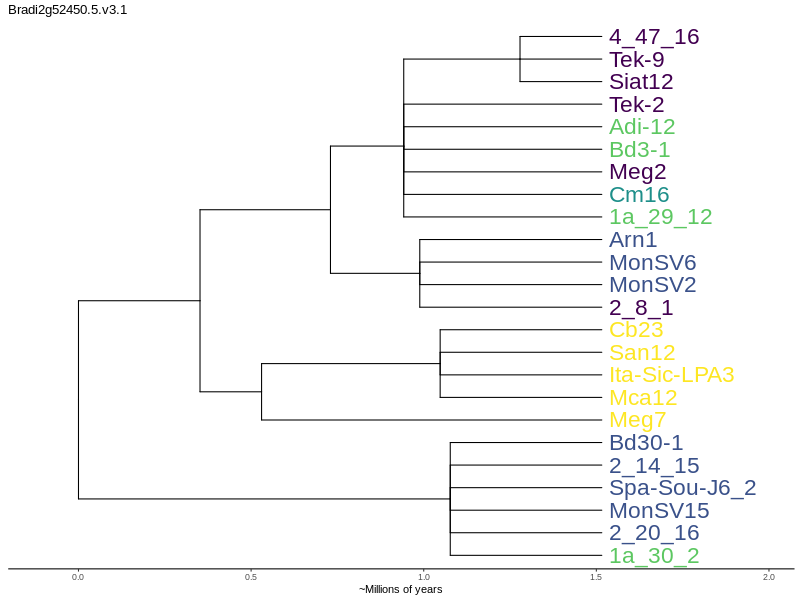 Bradi2g52450.5.v3.1
4_47_16
Tek-9
Siat12
Tek-2
Adi-12
Bd3-1
Meg2
Cm16
1a_29_12
Arn1
MonSV6
MonSV2
2_8_1
Cb23
San12
Ita-Sic-LPA3
Mca12
Meg7
Bd30-1
2_14_15
Spa-Sou-J6_2
MonSV15
2_20_16
1a_30_2
0.0 0.5 1.0 1.5 2.0
~Millions of years